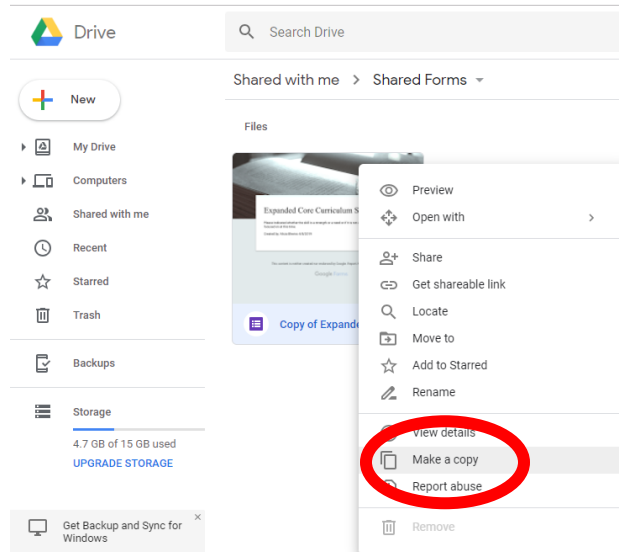 Drive
Search Drive
New
My Drive
Computers
Shared with me
Recent
Starred
Trash
Backups
Storage
4.7 GB of 15 GB used
UPGRADE STORAGE
Get Backup and Sync for
Windows
×
Shared with me > Shared Forms
Files
Expanded Core Curriculum S
Google Forms
Copy of Expande
Preview
Open with
Share
Get shareable link
Locate
Move to
Add to Starred
Rename
View details
Make a copy
Report abuse
Remove